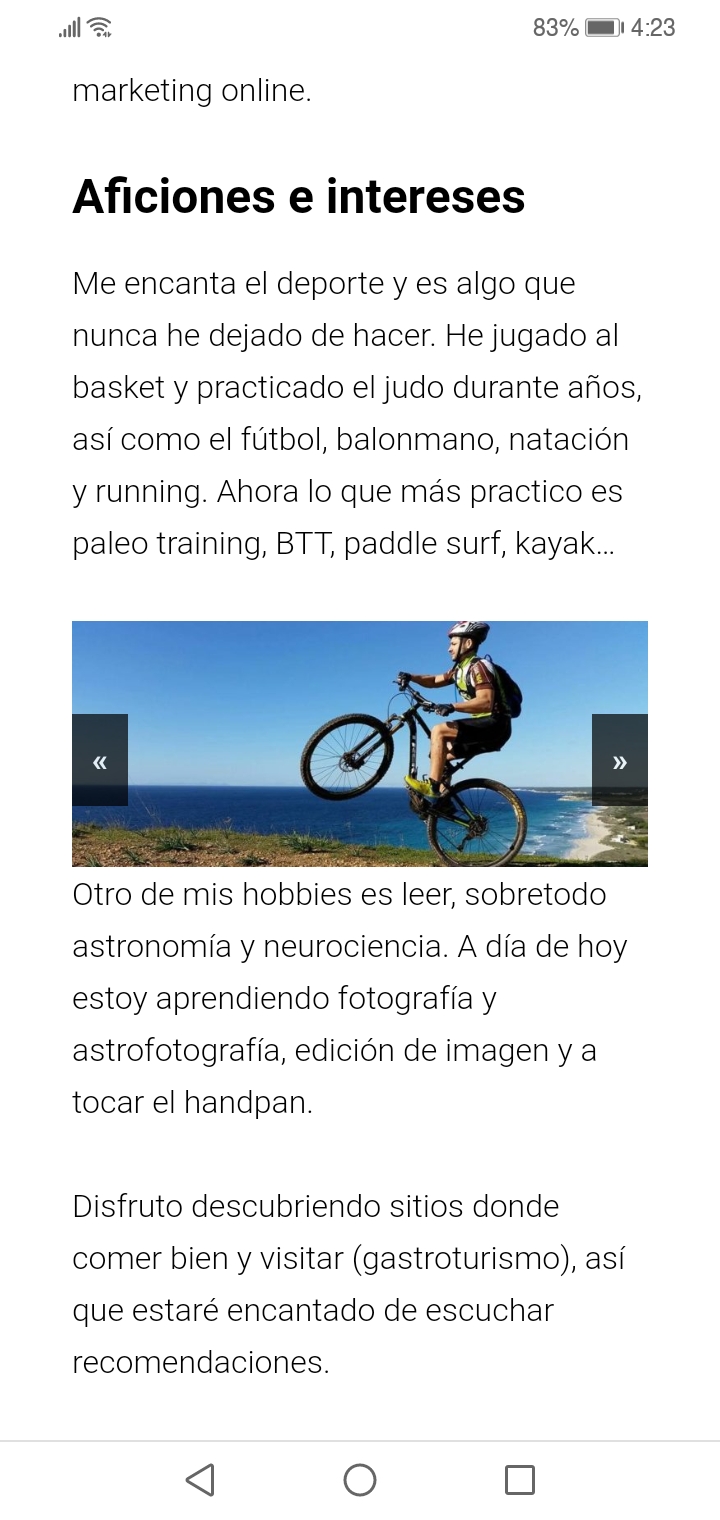 83% 4:23
marketing online.
Aficiones e intereses
Me encanta el deporte y es algo que
nunca he dejado de hacer. He jugado al
basket y practicado el judo durante años,
así como el fútbol, balonmano, natación
y running. Ahora lo que más practico es
paleo training, BTT, paddle surf, kayak...
« »
Otro de mis hobbies es leer, sobretodo
astronomía y neurociencia. A día de hoy
estoy aprendiendo fotografía y
astrofotografía, edición de imagen y a
tocar el handpan.
Disfruto descubriendo sitios donde
comer bien y visitar (gastroturismo), así
que estaré encantado de escuchar
recomendaciones.